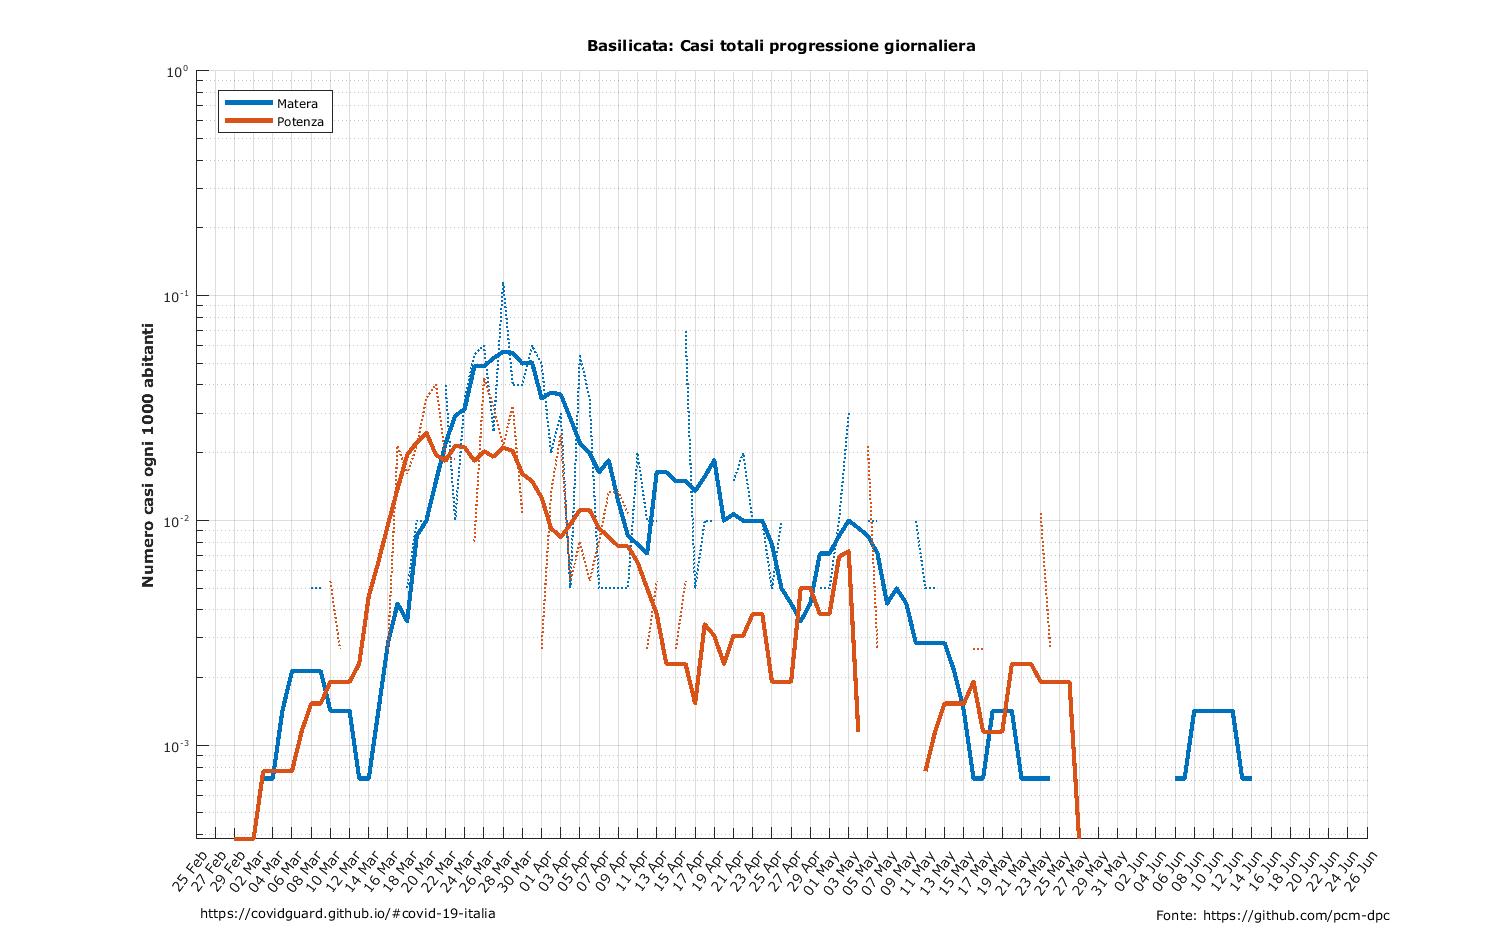 Basilicata: Casi totali progressione giornaliera
10^0
10^-1
10^-2
10^-3
Numero casi ogni 1000 abitanti
Matera
Potenza
25 Feb
27 Feb
29 Feb
02 Mar
04 Mar
06 Mar
08 Mar
10 Mar
12 Mar
14 Mar
16 Mar
18 Mar
20 Mar
22 Mar
24 Mar
26 Mar
28 Mar
30 Mar
01 Apr
03 Apr
05 Apr
07 Apr
09 Apr
11 Apr
13 Apr
15 Apr
17 Apr
19 Apr
21 Apr
23 Apr
25 Apr
27 Apr
29 Apr
01 May
03 May
05 May
07 May
09 May
11 May
13 May
15 May
17 May
19 May
21 May
23 May
25 May
27 May
29 May
31 May
02 Jun
04 Jun
06 Jun
08 Jun
10 Jun
12 Jun
14 Jun
16 Jun
18 Jun
20 Jun
22 Jun
24 Jun
26 Jun
https://covidguard.github.io/#covid-19-italia
Fonte: https://github.com/pcm-dpc